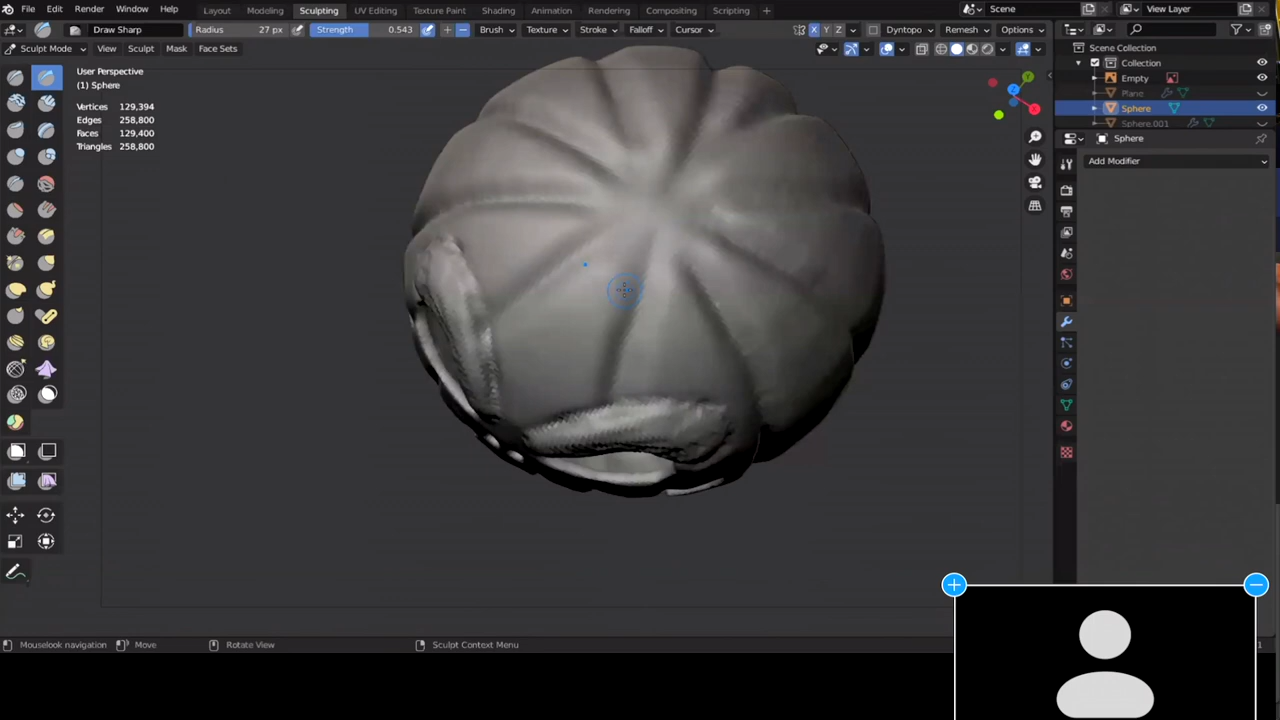 File Edit Render Window Help Layout Modeling Sculpting UV Editing Texture Paint Shading Animation Rendering Compositing Scripting + Scene View Layer
Draw Sharp Radius 27 px Strength 0.543 + − Brush Texture Stroke Falloff Cursor X Y Z Dyntopo Remesh Options
Sculpt Mode View Sculpt Mask Face Sets
Scene Collection
Collection
Empty
Plane
Sphere
Sphere.001
Sphere
Add Modifier
User Perspective
(1) Sphere
Vertices 129,394
Edges 258,800
Faces 129,400
Triangles 258,800
Z
Y
X
Mouselook navigation Move Rotate View Sculpt Context Menu